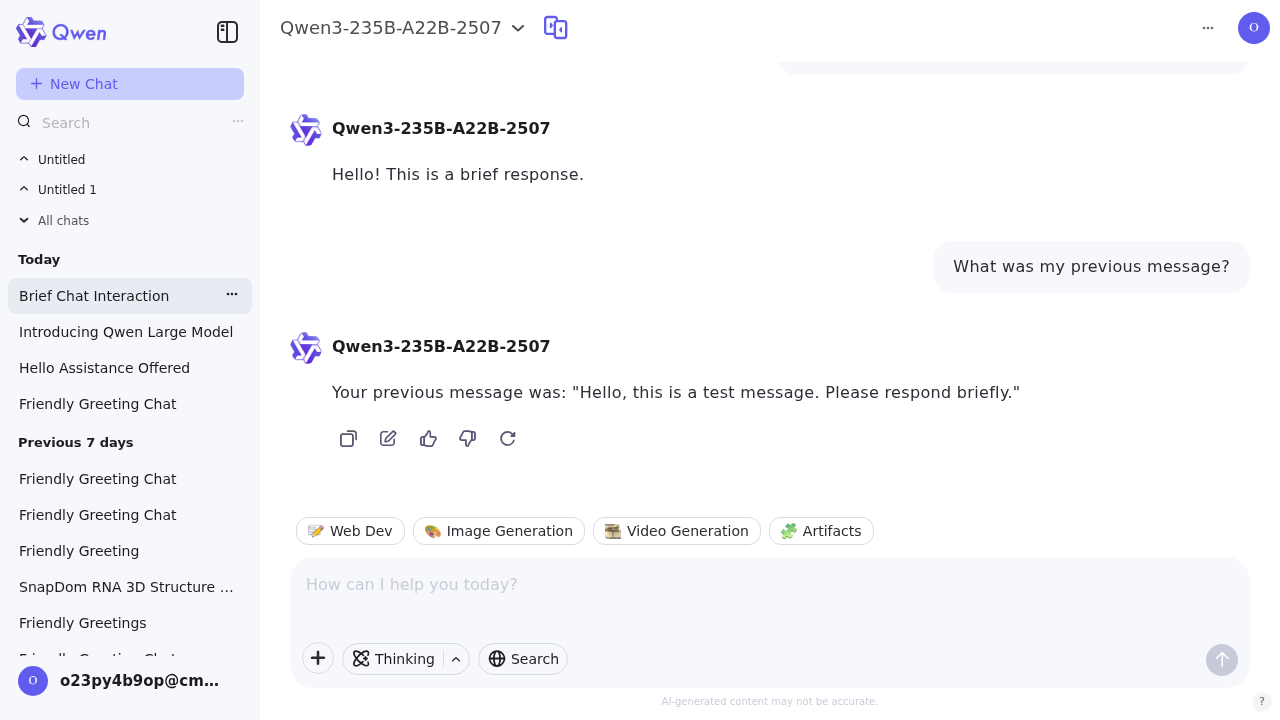 Qwen
New Chat
Search
Untitled
Untitled 1
All chats
Today
Brief Chat Interaction
Introducing Qwen Large Model
Hello Assistance Offered
Friendly Greeting Chat
Previous 7 days
Friendly Greeting Chat
Friendly Greeting Chat
Friendly Greeting
SnapDom RNA 3D Structure ...
Friendly Greetings
Friendly Greeting Chat
O
o23py4b9op@cm...
Qwen3-235B-A22B-2507
O
Qwen3-235B-A22B-2507
Hello! This is a brief response.
What was my previous message?
Qwen3-235B-A22B-2507
Your previous message was: "Hello, this is a test message. Please respond briefly."
Web Dev
Image Generation
Video Generation
Artifacts
How can I help you today?
Thinking
Search
AI-generated content may not be accurate.
?